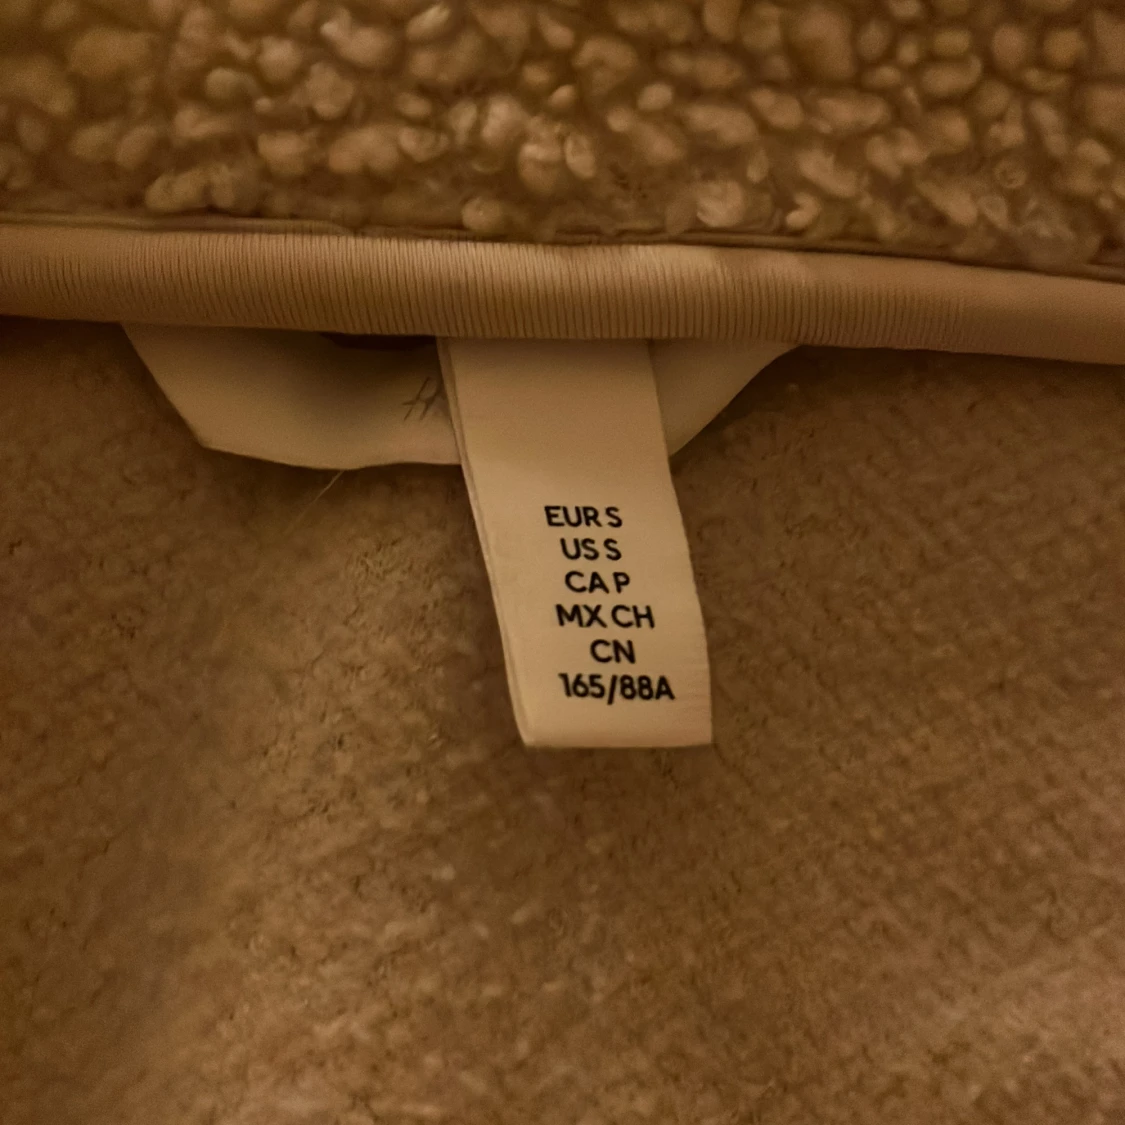 EUR S
US S
CA P
MX CH
CN
165/88A